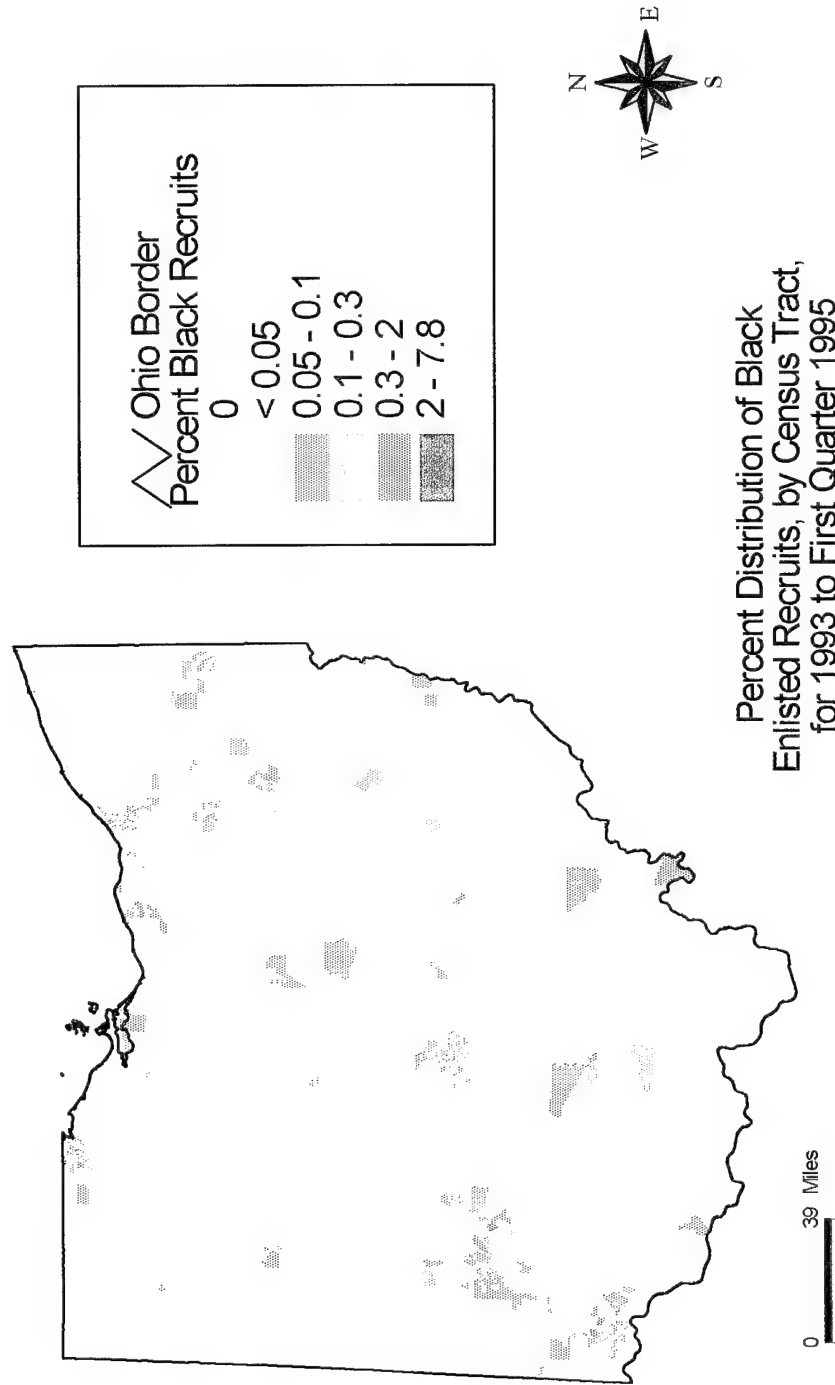 Ohio Border
Percent Black Recruits
0
< 0.05
0.05 - 0.1
0.1 - 0.3
0.3 - 2
2 - 7.8
N
W
E
S
Percent Distribution of Black
Enlisted Recruits, by Census Tract,
for 1993 to First Quarter 1995
0
39 Miles